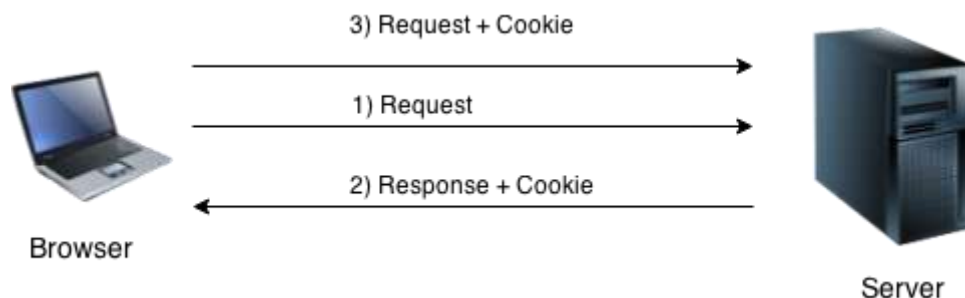 3) Request + Cookie
1) Request
2) Response + Cookie
Browser
Server